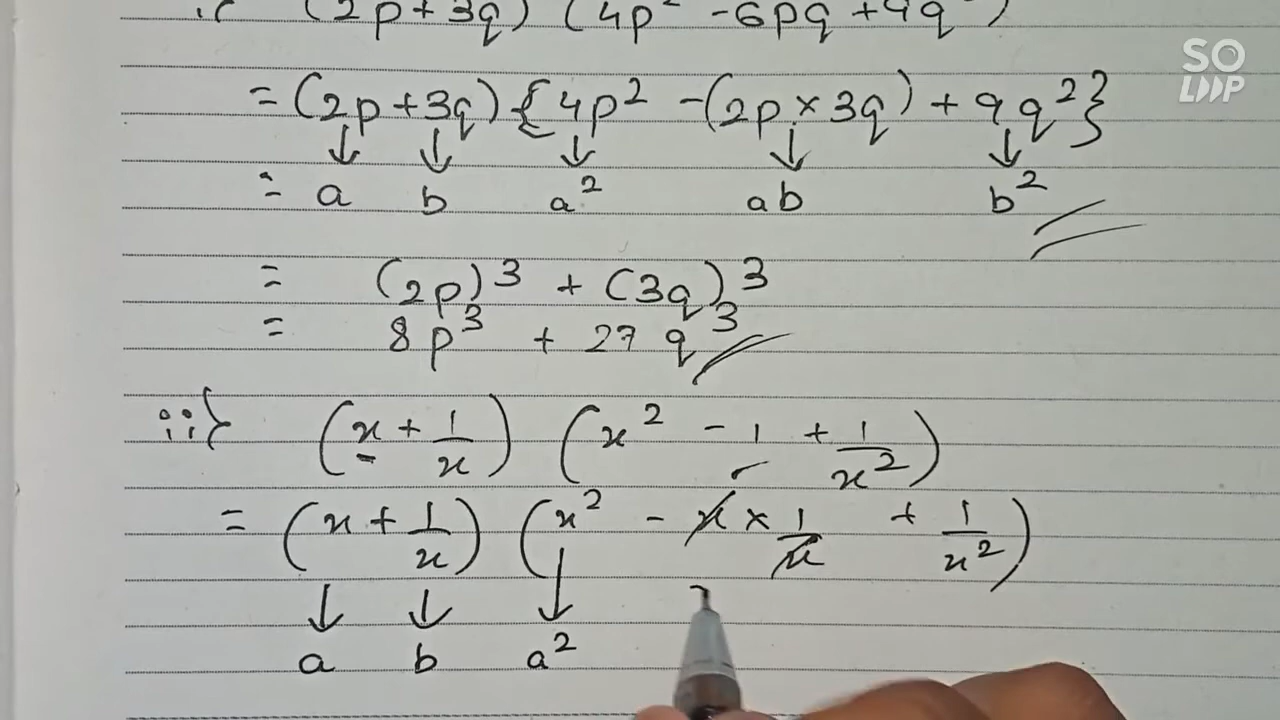 i{ (2p+3q) (4p² -6pq +9q²)
SO LOOP
= (2p+3q) {4p² -(2p×3q) + 9q²}
↓ ↓ ↓ ↓ ↓
= a b a² ab b²
= (2p)³ + (3q)³
= 8p³ + 27q³
ii{ (x + 1/x) (x² - 1 + 1/x²)
= (x + 1/x) (x² - x × 1/x + 1/x²)
↓ ↓ ↓
a b a²